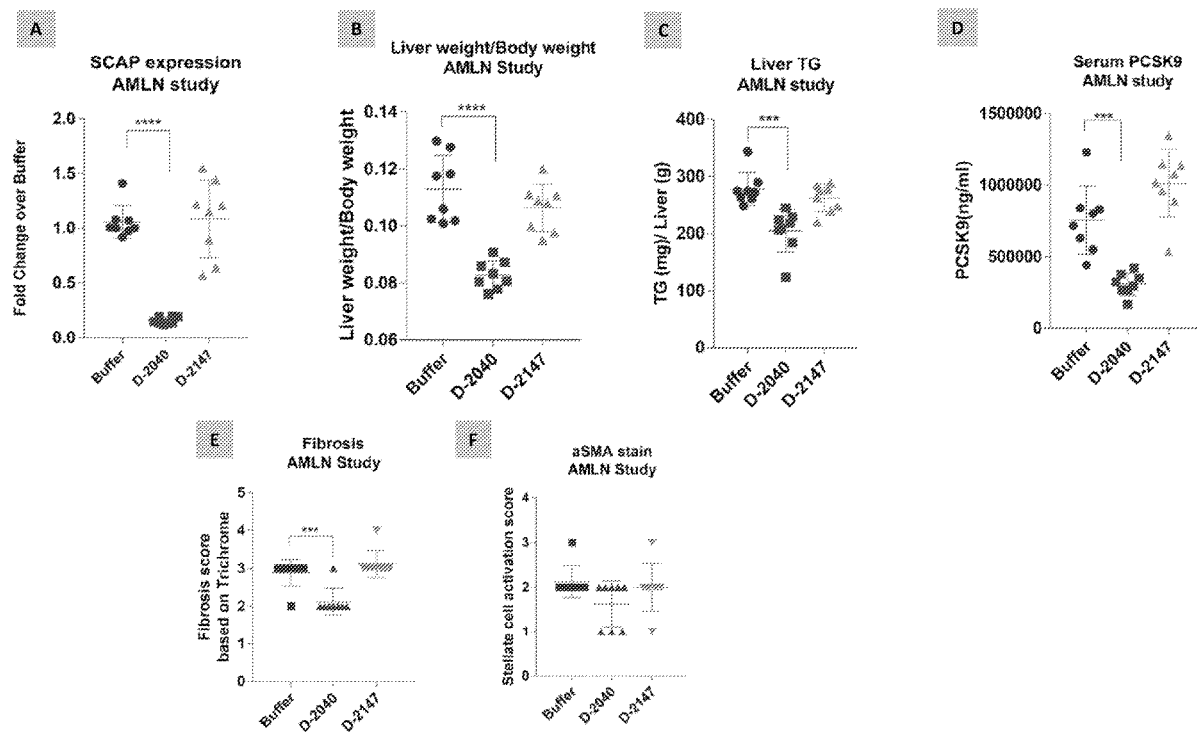 A
SCAP expression
AMLN study
Fold Change over Buffer
2.0
1.5
1.0
0.5
0.0
****
Buffer
D-2040
D-2147
B
Liver weight/Body weight
AMLN Study
Liver weight/Body weight
0.14
0.12
0.10
0.08
0.06
****
Buffer
D-2040
D-2147
C
Liver TG
AMLN study
TG (mg)/ Liver (g)
400
300
200
100
0
***
Buffer
D-2040
D-2147
D
Serum PCSK9
AMLN study
PCSK9(ng/ml)
1500000
1000000
500000
0
***
Buffer
D-2040
D-2147
E
Fibrosis
AMLN Study
Fibrosis score
based on Trichrome
5
4
3
2
1
0
***
Buffer
D-2040
D-2147
F
aSMA stain
AMLN Study
Stellate cell activation score
4
3
2
1
0
Buffer
D-2040
D-2147